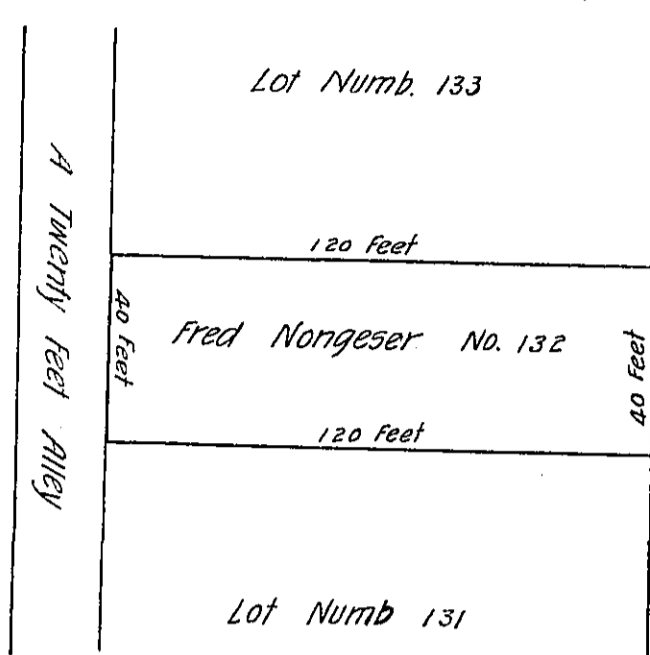 Lot Numb. 133
A Twenty Feet Alley
120 Feet
40 Feet
Fred Nongeser No. 132
40 Feet
120 Feet
Lot Numb 131